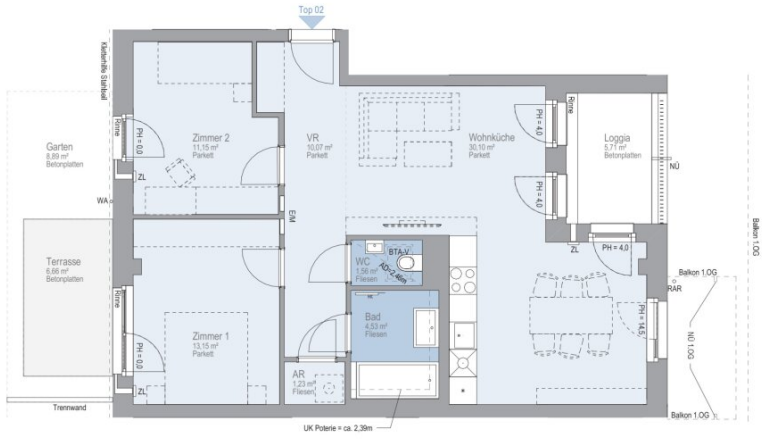 Top 02
Kletterhilfe Stahlseil
Rinne
PH = 0,0
ZL
WA
Garten
8,89 m²
Betonplatten
Zimmer 2
11,15 m²
Parkett
VR
10,07 m²
Parkett
E/M
Wohnküche
30,10 m²
Parkett
PH = 4,0
PH = 4,0
Rinne
Loggia
5,71 m²
Betonplatten
NÜ
ZL
PH = 4,0
Balkon 1.OG
Terrasse
6,66 m²
Betonplatten
Rinne
PH = 0,0
ZL
Zimmer 1
13,15 m²
Parkett
WC
1,56 m²
Fliesen
BTA-V
AD=2,46m
Bad
4,53 m²
Fliesen
AR
1,23 m²
Fliesen
PH = 14,5
RAR
Balkon 1.OG
NÜ 1.OG
Balkon 1.OG
Trennwand
UK Poterie = ca. 2,39m